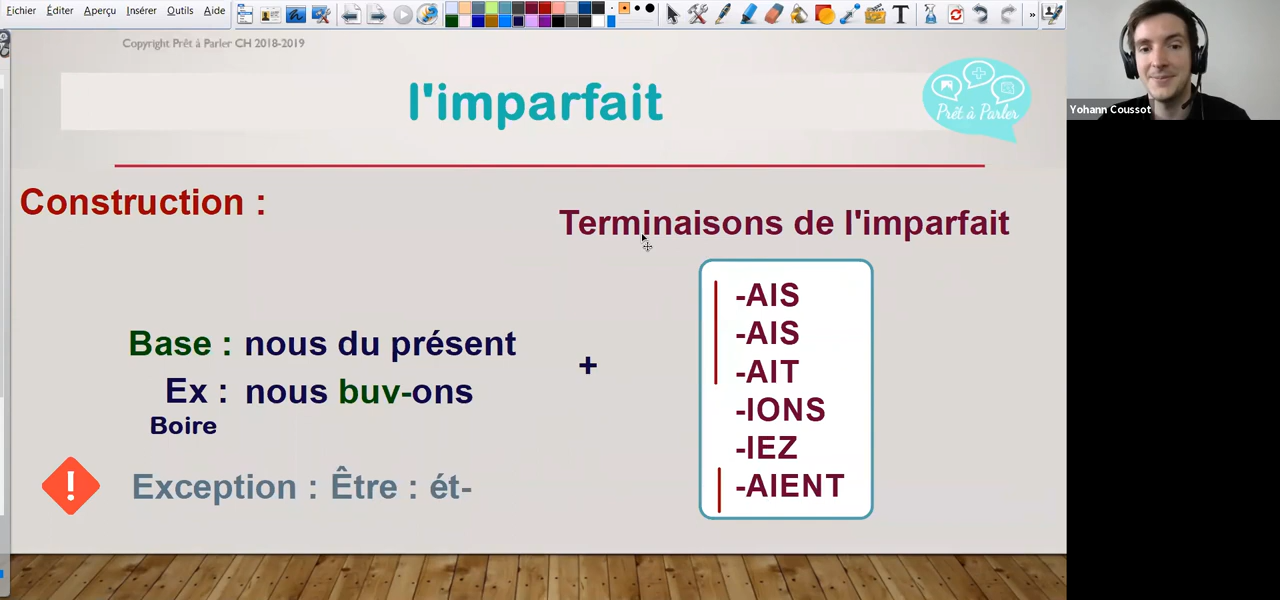 Fichier Éditer Aperçu Insérer Outils Aide
Copyright Prêt à Parler CH 2018-2019
l'imparfait
Prêt à Parler
Yohann Coussot
Construction :
Terminaisons de l'imparfait
-AIS
-AIS
-AIT
-IONS
-IEZ
-AIENT
Base : nous du présent
+
Ex : nous buv-ons
Boire
! Exception : Être : ét-